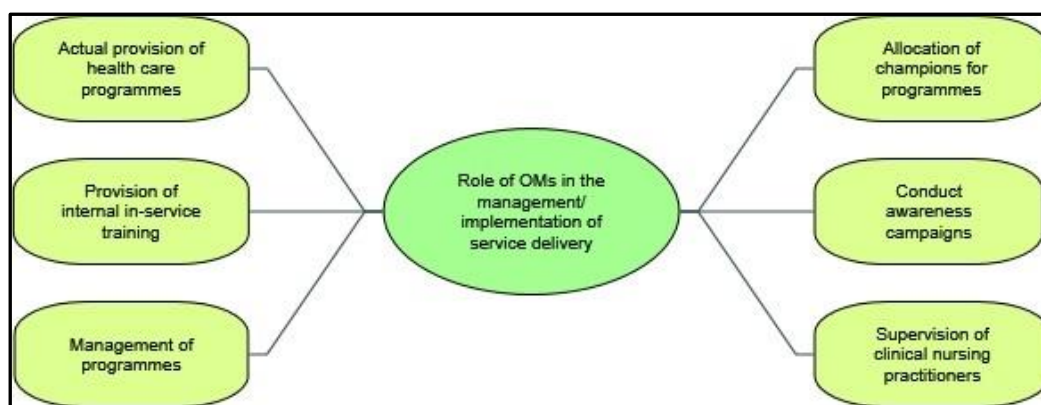 Actual provision of
health care
programmes
Provision of
internal in-service
training
Management of
programmes
Role of OMs in the
management/
implementation of
service delivery
Allocation of
champions for
programmes
Conduct
awareness
campaigns
Supervision of
clinical nursing
practitioners